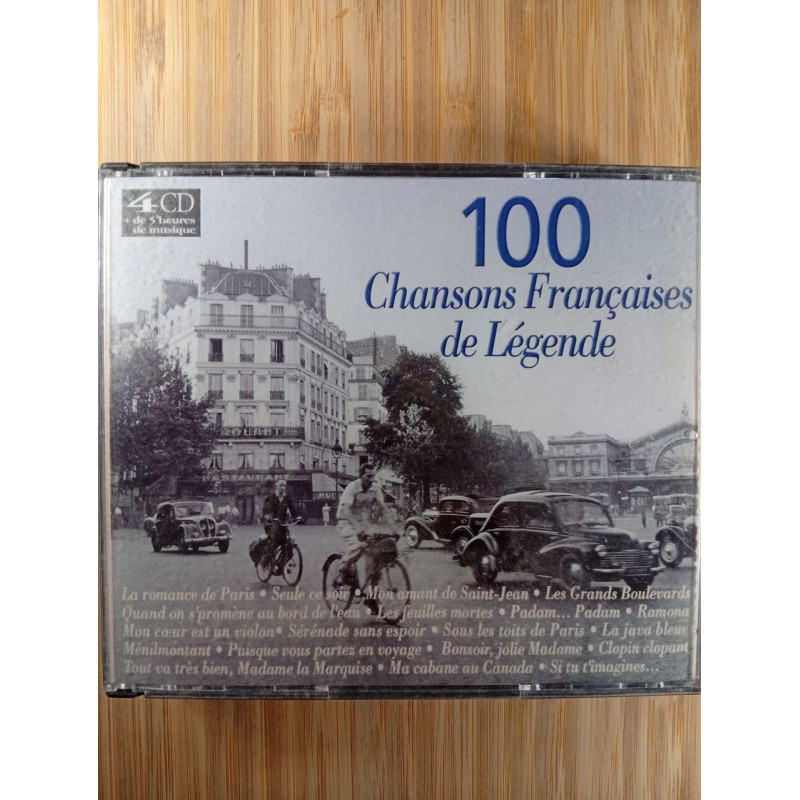 4 CD
+ de 5 heures
de musique
100
Chansons Françaises
de Légende
La romance de Paris • Seule ce soir • Mon amant de Saint-Jean • Les Grands Boulevards
Quand on s'promène au bord de l'eau • Les feuilles mortes • Padam... Padam • Ramona
Mon cœur est un violon • Sérénade sans espoir • Sous les toits de Paris • La java bleue
Ménilmontant • Puisque vous partez en voyage • Bonsoir, jolie Madame • Clopin clopant
Tout va très bien, Madame la Marquise • Ma cabane au Canada • Si tu t'imagines...
RESTAURANT